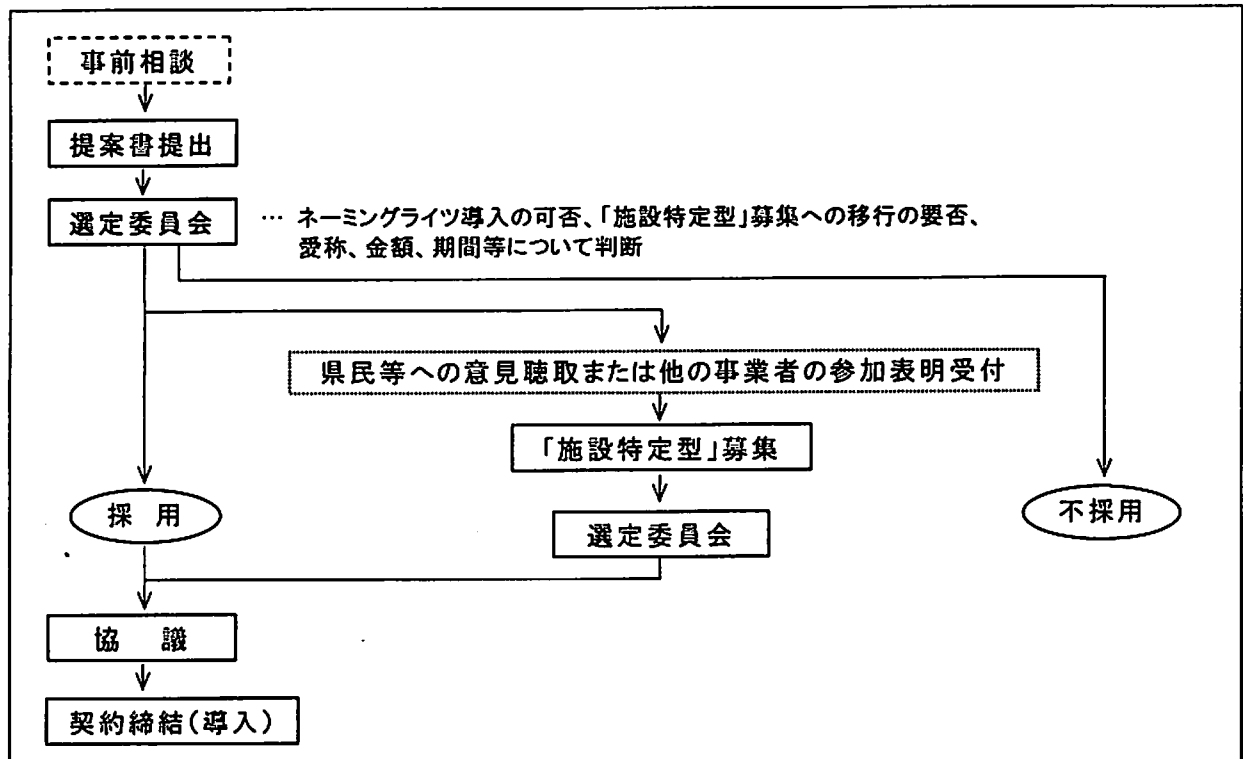 事前相談
提案書提出
選定委員会
… ネーミングライツ導入の可否、「施設特定型」募集への移行の要否、
愛称、金額、期間等について判断
県民等への意見聴取または他の事業者の参加表明受付
「施設特定型」募集
採 用
選定委員会
不採用
協 議
契約締結(導入)